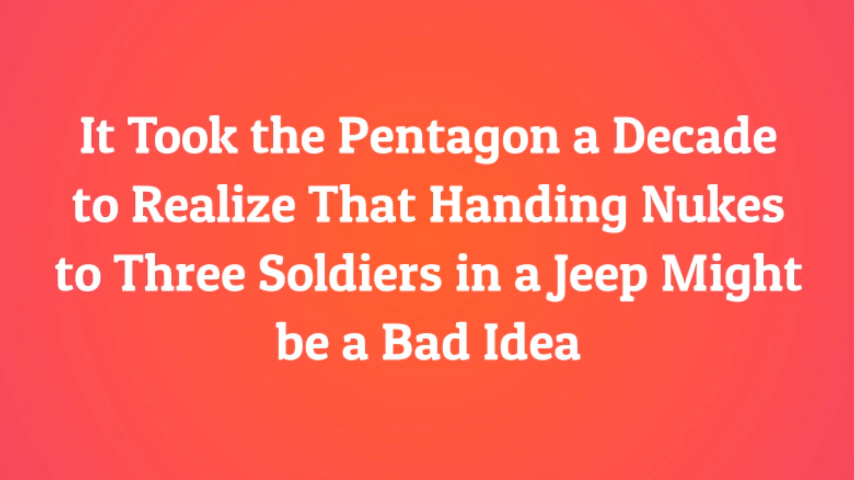 It Took the Pentagon a Decade
to Realize That Handing Nukes
to Three Soldiers in a Jeep Might
be a Bad Idea